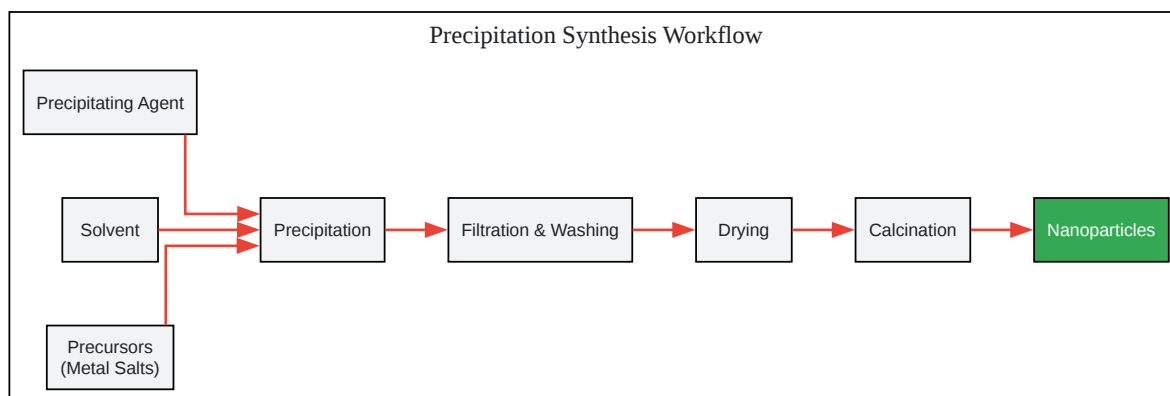 Precipitation Synthesis Workflow
Precipitating Agent
Solvent
Precipitation
Filtration & Washing
Drying
Calcination
Nanoparticles
Precursors
(Metal Salts)